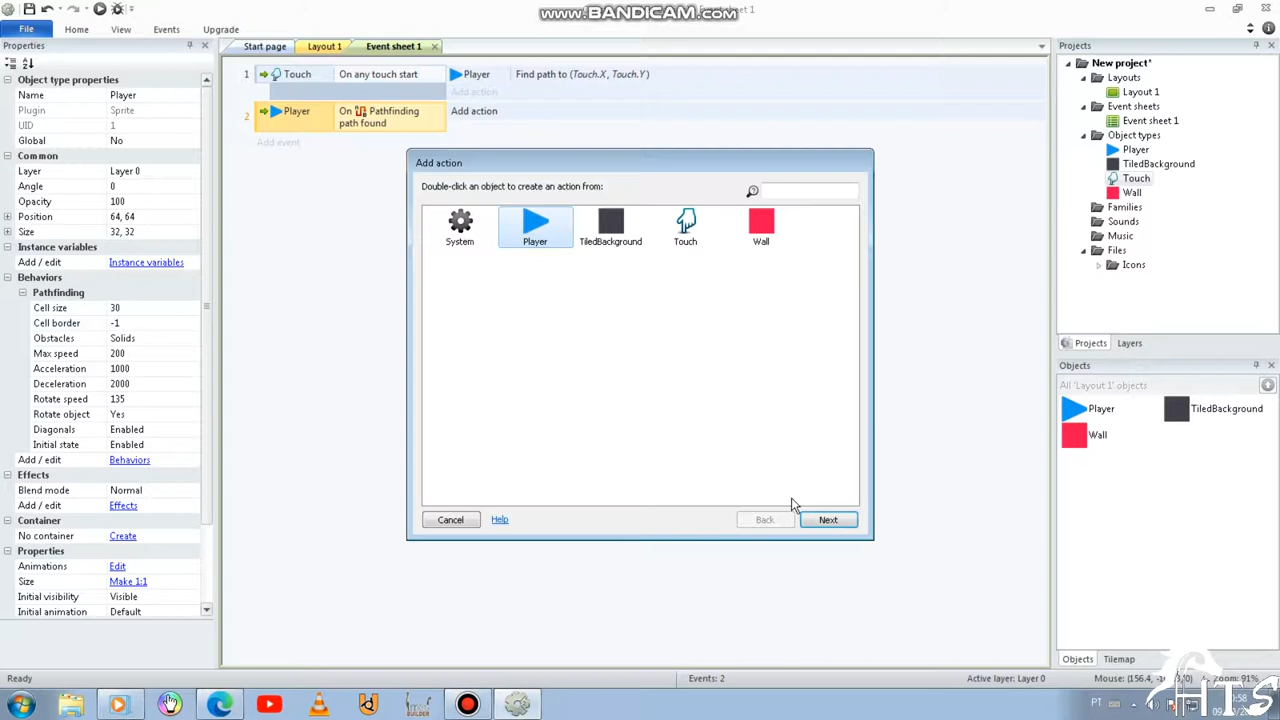 www.BANDICAM.com
sheet 1
File Home View Events Upgrade
Properties
Object type properties
Name Player
Plugin Sprite
UID 1
Global No
Common
Layer Layer 0
Angle 0
Opacity 100
Position 64, 64
Size 32, 32
Instance variables
Add / edit Instance variables
Behaviors
Pathfinding
Cell size 30
Cell border -1
Obstacles Solids
Max speed 200
Acceleration 1000
Deceleration 2000
Rotate speed 135
Rotate object Yes
Diagonals Enabled
Initial state Enabled
Add / edit Behaviors
Effects
Blend mode Normal
Add / edit Effects
Container
No container Create
Properties
Animations Edit
Size Make 1:1
Initial visibility Visible
Initial animation Default
Start page Layout 1 Event sheet 1
1 Touch On any touch start Player Find path to (Touch.X, Touch.Y)
Add action
2 Player On Pathfinding path found Add action
Add event
Add action
Double-click an object to create an action from:
System Player TiledBackground Touch Wall
Cancel Help Back Next
Projects
New project*
Layouts
Layout 1
Event sheets
Event sheet 1
Object types
Player
TiledBackground
Touch
Wall
Families
Sounds
Music
Files
Icons
Projects Layers
Objects
All 'Layout 1' objects
Player TiledBackground
Wall
Objects Tilemap
Ready Events: 2 Active layer: Layer 0 Mouse: (156.4, 91%
PT
HTS